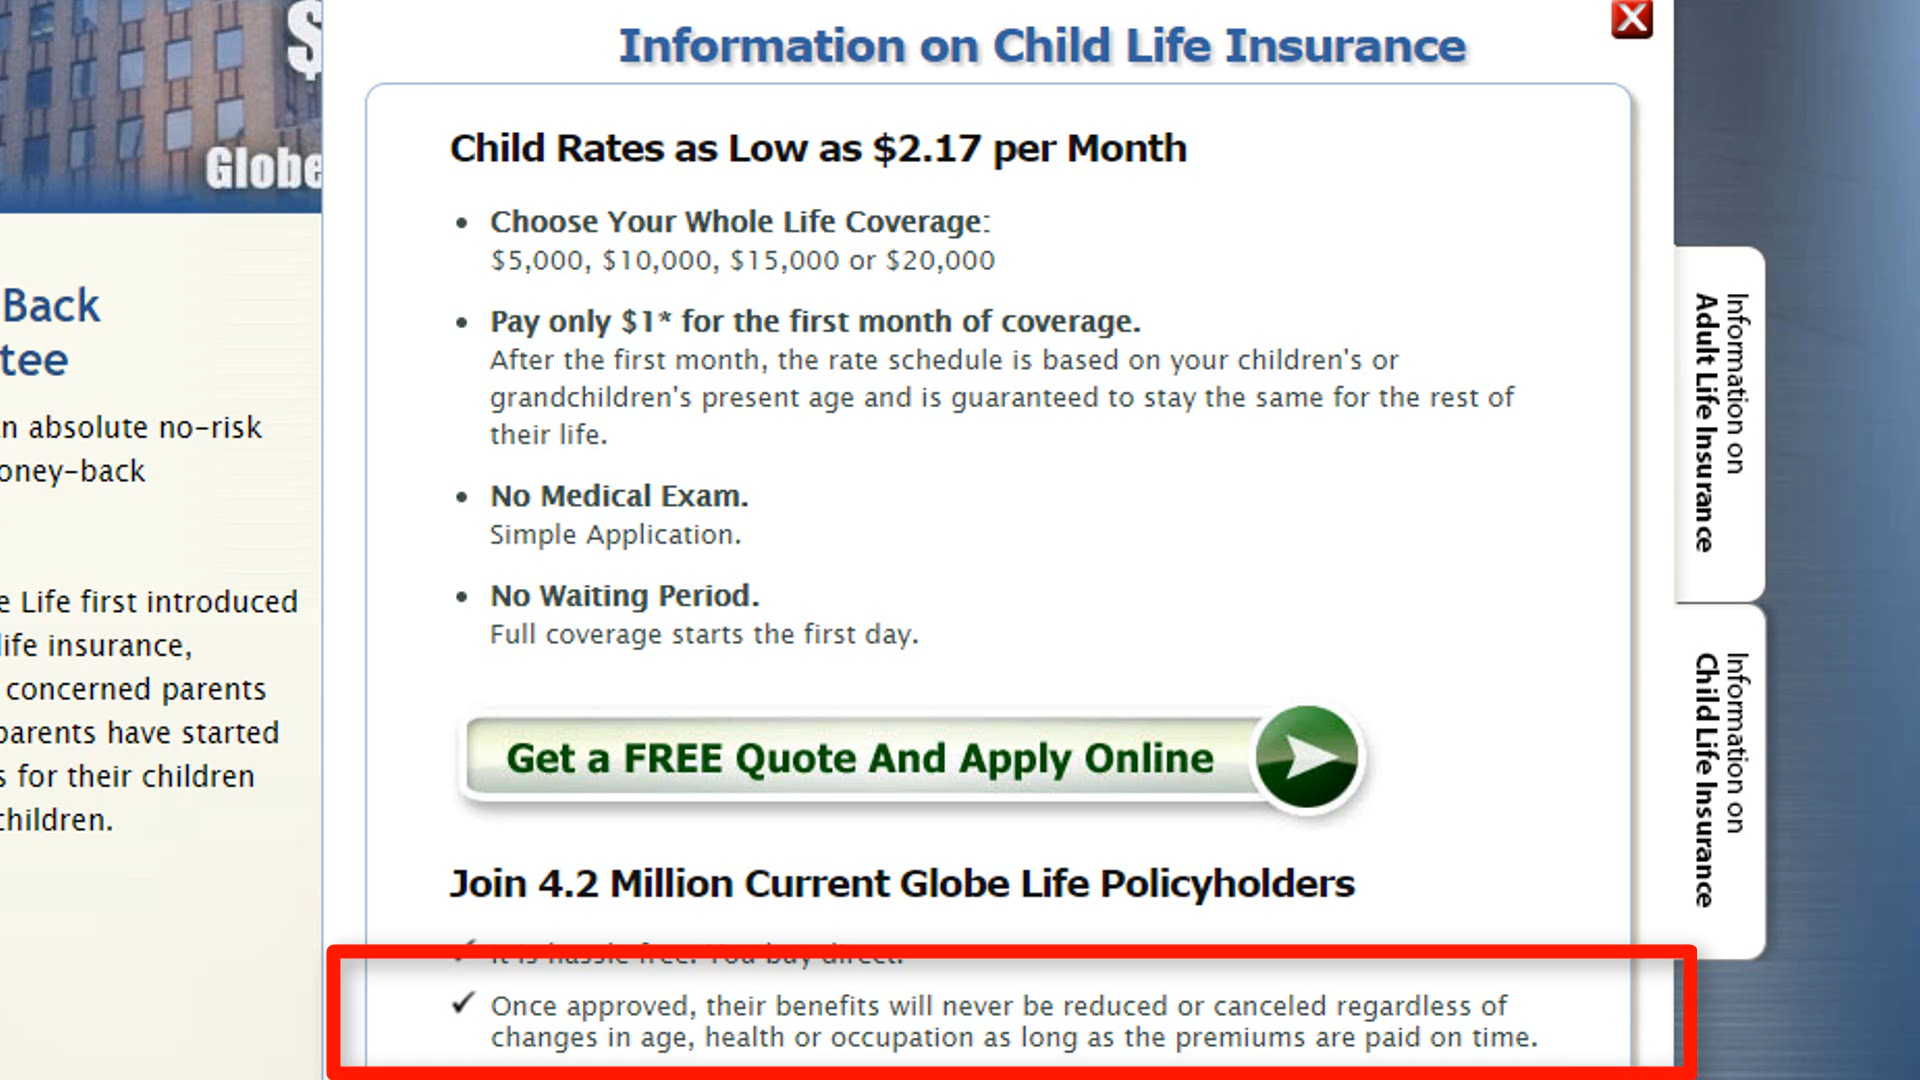 $
Globe
Back
tee
n absolute no-risk
oney-back
e Life first introduced
life insurance,
concerned parents
parents have started
s for their children
children.
Information on Child Life Insurance
X
Child Rates as Low as $2.17 per Month
• Choose Your Whole Life Coverage:
$5,000, $10,000, $15,000 or $20,000
• Pay only $1* for the first month of coverage.
After the first month, the rate schedule is based on your children's or
grandchildren's present age and is guaranteed to stay the same for the rest of
their life.
• No Medical Exam.
Simple Application.
• No Waiting Period.
Full coverage starts the first day.
Get a FREE Quote And Apply Online
Join 4.2 Million Current Globe Life Policyholders
✓ It is hassle free. You buy direct.
✓ Once approved, their benefits will never be reduced or canceled regardless of
changes in age, health or occupation as long as the premiums are paid on time.
Information on
Adult Life Insurance
Information on
Child Life Insurance